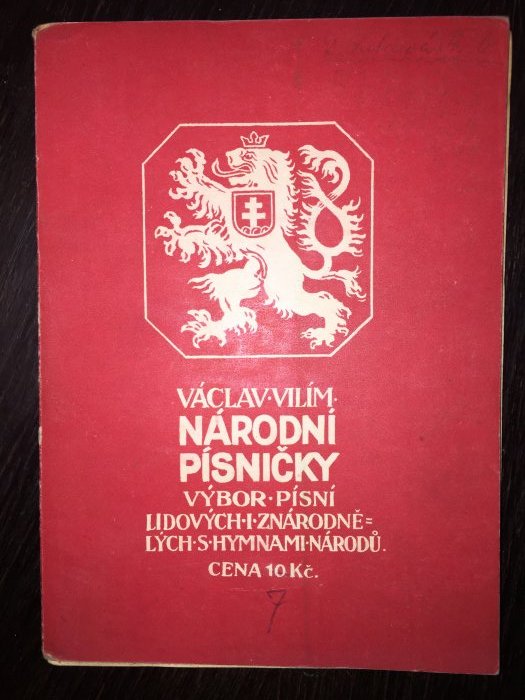 VÁCLAV·VILÍM·
NÁRODNÍ
PÍSNIČKY
VÝBOR·PÍSNÍ
LIDOVÝCH·I·ZNÁRODNĚ=
LÝCH·S·HYMNAMI·NÁRODŮ.
CENA 10 Kč.
7